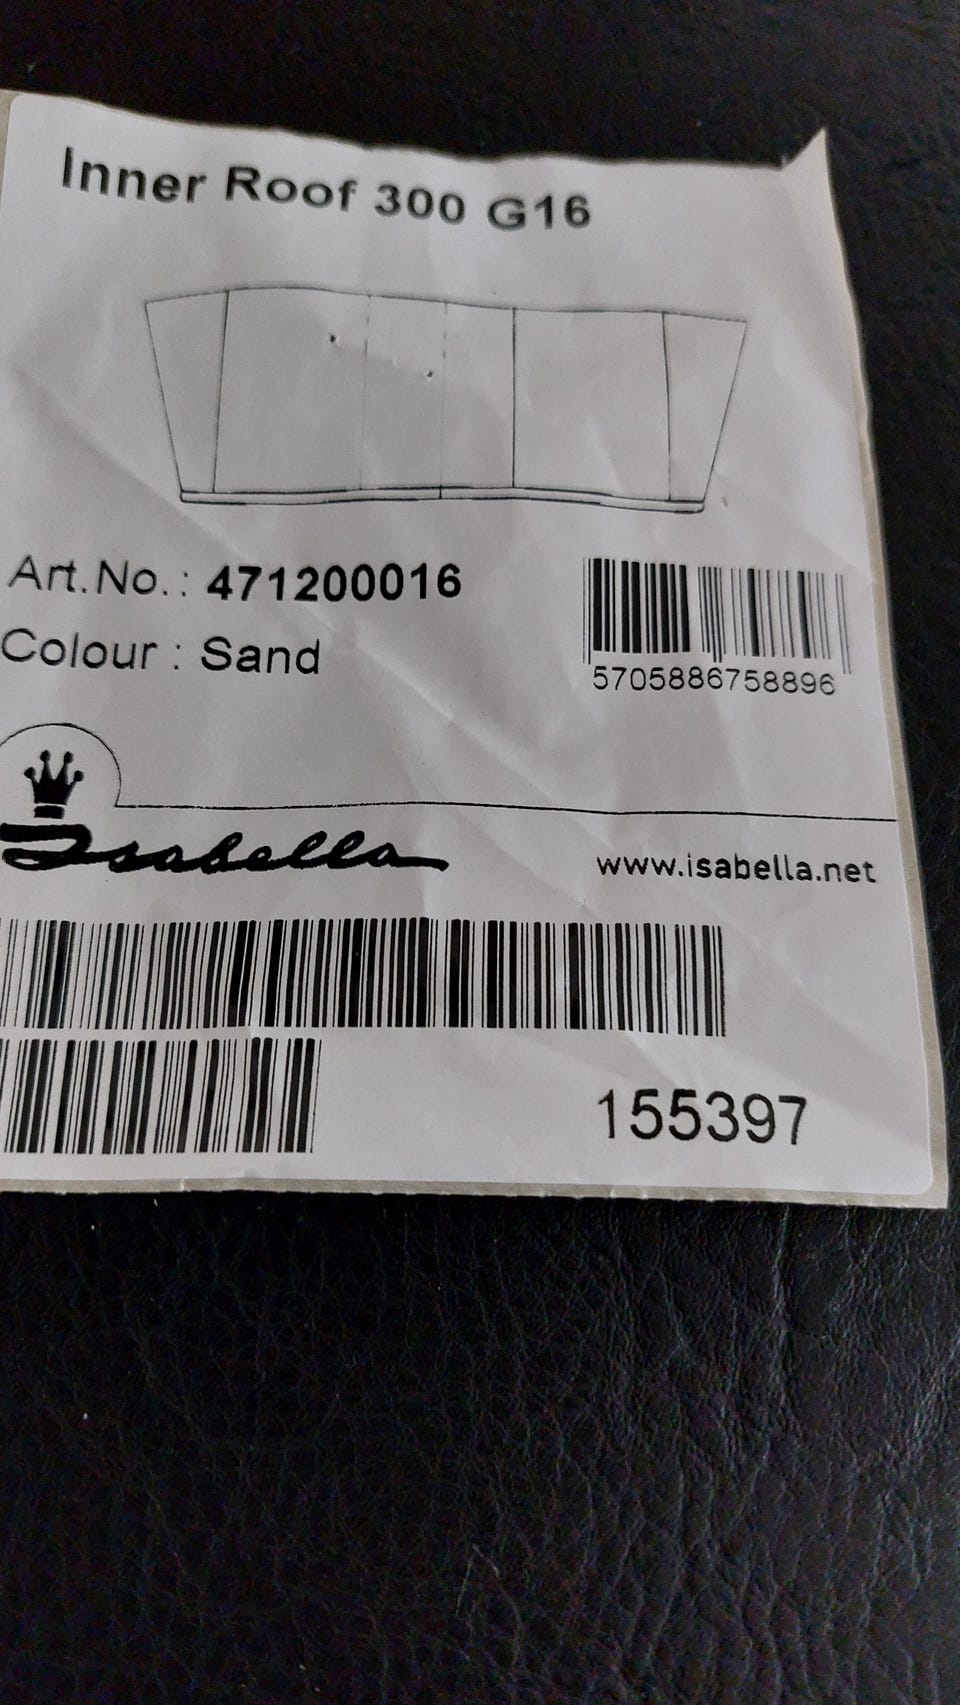 Inner Roof 300 G16
Art.No.: 471200016
Colour : Sand
5705886758896
Isabella
www.isabella.net
155397